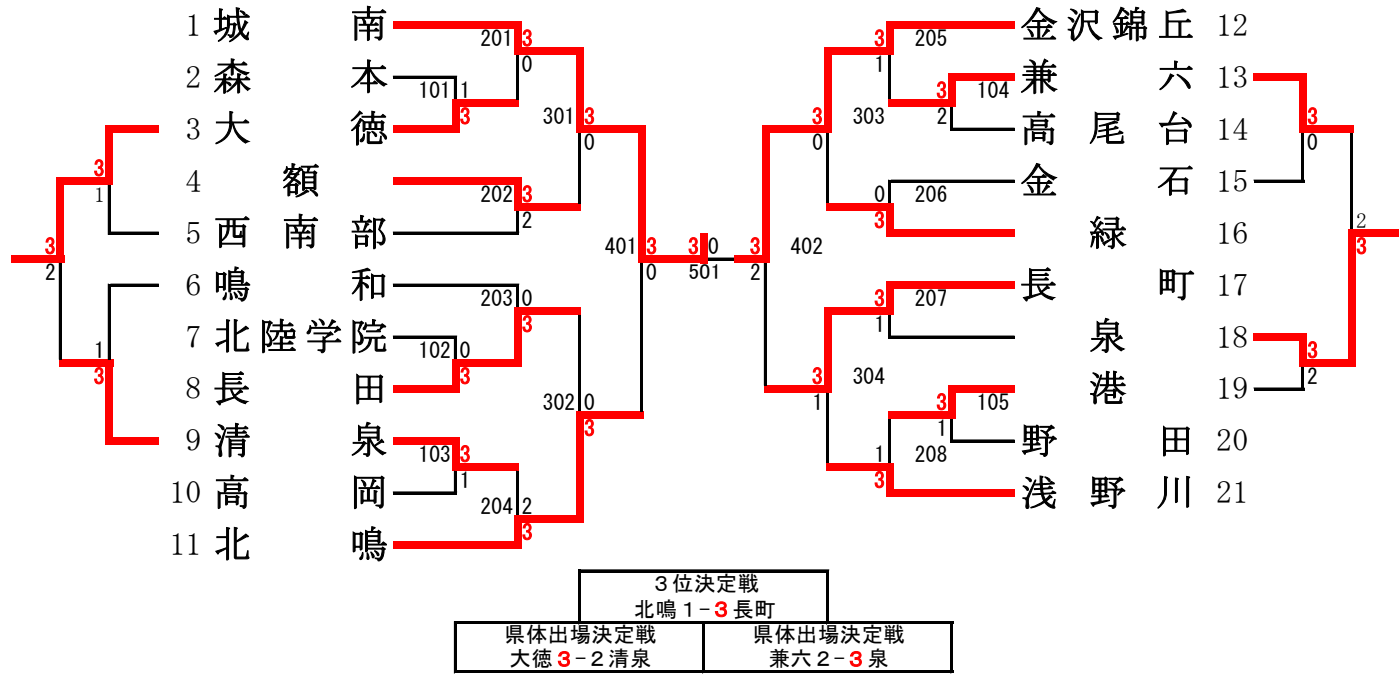 1 城南
2 森本
3 大徳
4 額
5 西南部
6 鳴和
7 北陸学院
8 長田
9 清泉
10 高岡
11 北鳴
金沢錦丘 12
兼六 13
高尾台 14
金石 15
緑 16
長町 17
泉 18
港 19
野田 20
浅野川 21
3 1
3 2
1 3
101 1 3
102 0 3
103 3 1
201 3 0
202 3 2
203 0 3
204 2 3
301 3 0
302 0 3
401 3 0
3 501 0
3 2 402
3 0 303
3 1 304
3 1 205
0 3 206
3 1 207
1 3 208
3 2 104
3 1 105
3 0
3 2
2 3
3位決定戦
北鳴1-3長町
県体出場決定戦
大徳3-2清泉
県体出場決定戦
兼六2-3泉